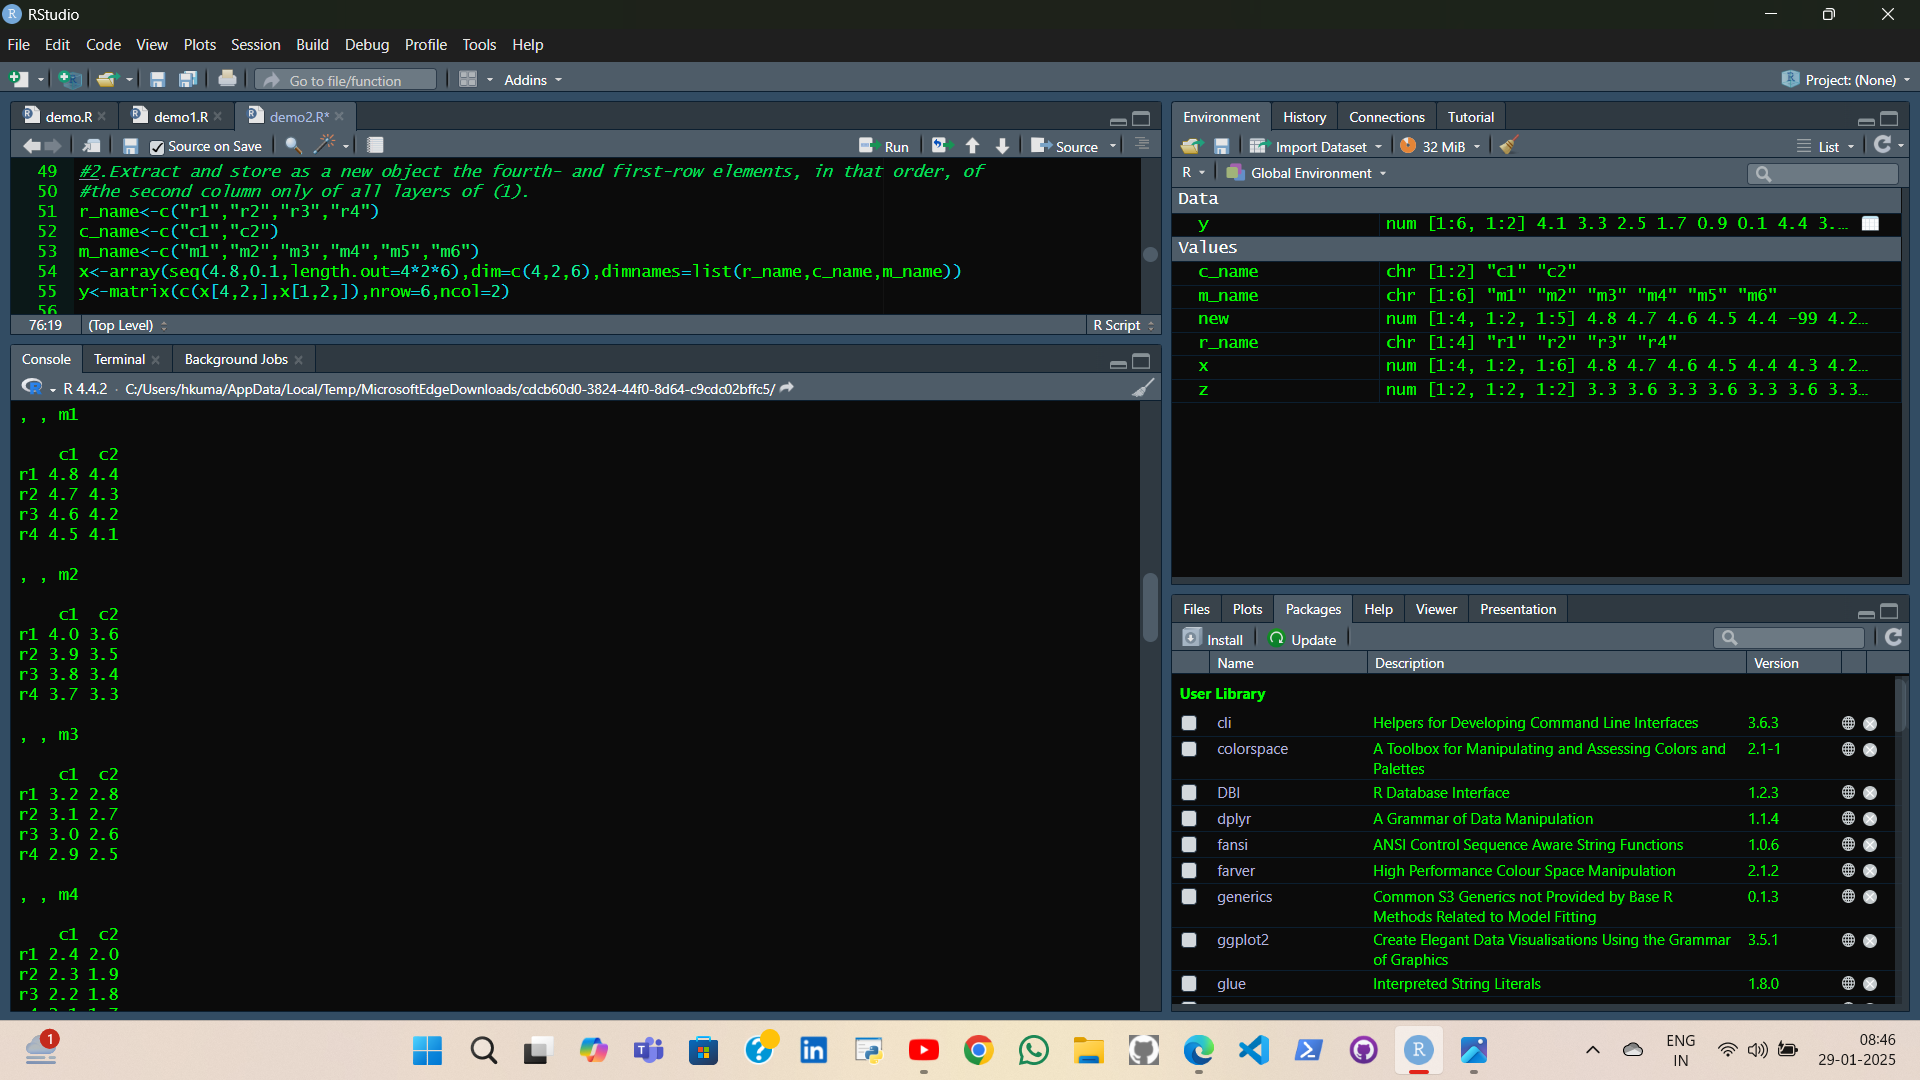 RStudio
File Edit Code View Plots Session Build Debug Profile Tools Help
Go to file/function Addins Project: (None)
demo.R demo1.R demo2.R*
Source on Save Run Source
49 #2.Extract and store as a new object the fourth- and first-row elements, in that order, of
50 #the second column only of all layers of (1).
51 r_name<-c("r1","r2","r3","r4")
52 c_name<-c("c1","c2")
53 m_name<-c("m1","m2","m3","m4","m5","m6")
54 x<-array(seq(4.8,0.1,length.out=4*2*6),dim=c(4,2,6),dimnames=list(r_name,c_name,m_name))
55 y<-matrix(c(x[4,2,],x[1,2,]),nrow=6,ncol=2)
56
76:19 (Top Level) R Script
Console Terminal Background Jobs
R 4.4.2 · C:/Users/hkuma/AppData/Local/Temp/MicrosoftEdgeDownloads/cdcb60d0-3824-44f0-8d64-c9cdc02bffc5/
, , m1
c1 c2
r1 4.8 4.4
r2 4.7 4.3
r3 4.6 4.2
r4 4.5 4.1
, , m2
c1 c2
r1 4.0 3.6
r2 3.9 3.5
r3 3.8 3.4
r4 3.7 3.3
, , m3
c1 c2
r1 3.2 2.8
r2 3.1 2.7
r3 3.0 2.6
r4 2.9 2.5
, , m4
c1 c2
r1 2.4 2.0
r2 2.3 1.9
r3 2.2 1.8
Environment History Connections Tutorial
Import Dataset 32 MiB List
R Global Environment
Data
y num [1:6, 1:2] 4.1 3.3 2.5 1.7 0.9 0.1 4.4 3....
Values
c_name chr [1:2] "c1" "c2"
m_name chr [1:6] "m1" "m2" "m3" "m4" "m5" "m6"
new num [1:4, 1:2, 1:5] 4.8 4.7 4.6 4.5 4.4 -99 4.2...
r_name chr [1:4] "r1" "r2" "r3" "r4"
x num [1:4, 1:2, 1:6] 4.8 4.7 4.6 4.5 4.4 4.3 4.2...
z num [1:2, 1:2, 1:2] 3.3 3.6 3.3 3.6 3.3 3.6 3.3...
Files Plots Packages Help Viewer Presentation
Install Update
Name Description Version
User Library
cli Helpers for Developing Command Line Interfaces 3.6.3
colorspace A Toolbox for Manipulating and Assessing Colors and 2.1-1
Palettes
DBI R Database Interface 1.2.3
dplyr A Grammar of Data Manipulation 1.1.4
fansi ANSI Control Sequence Aware String Functions 1.0.6
farver High Performance Colour Space Manipulation 2.1.2
generics Common S3 Generics not Provided by Base R 0.1.3
Methods Related to Model Fitting
ggplot2 Create Elegant Data Visualisations Using the Grammar 3.5.1
of Graphics
glue Interpreted String Literals 1.8.0
1
ENG
IN
08:46
29-01-2025